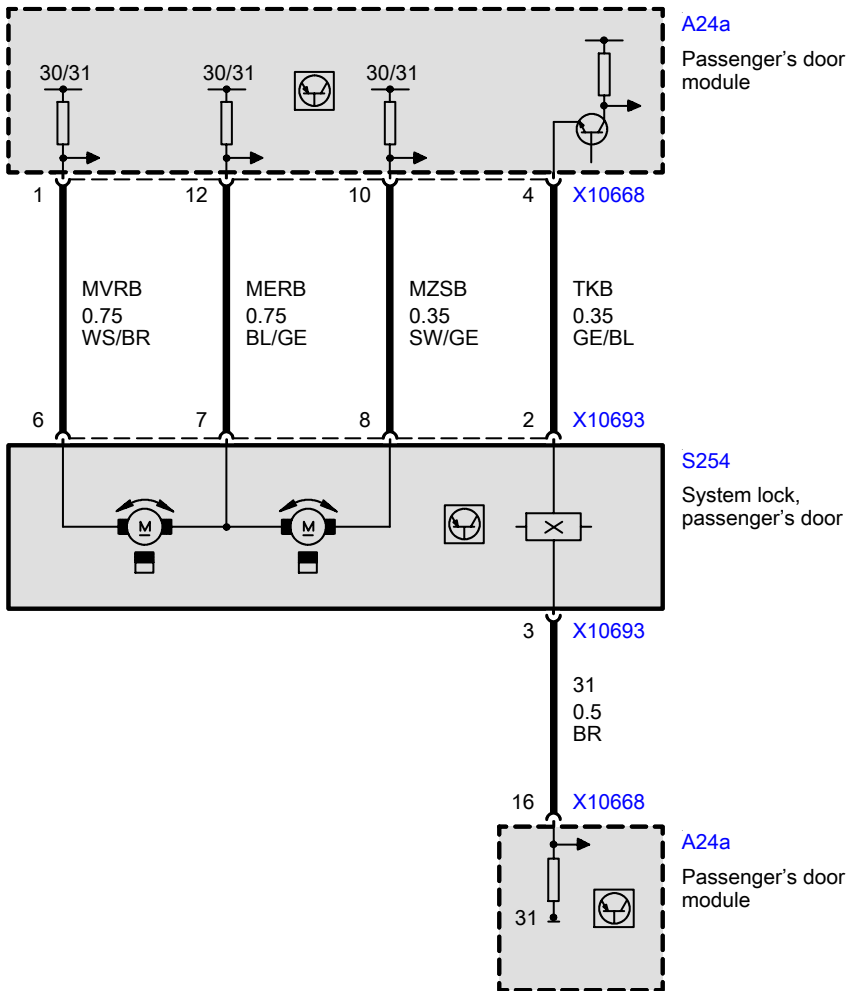 A24a
Passenger’s door
module
30/31 30/31 30/31
1 12 10 4 X10668
MVRB
0.75
WS/BR
MERB
0.75
BL/GE
MZSB
0.35
SW/GE
TKB
0.35
GE/BL
6 7 8 2 X10693
S254
System lock,
passenger’s door
M M
3 X10693
31
0.5
BR
16 X10668
A24a
Passenger’s door
module
31